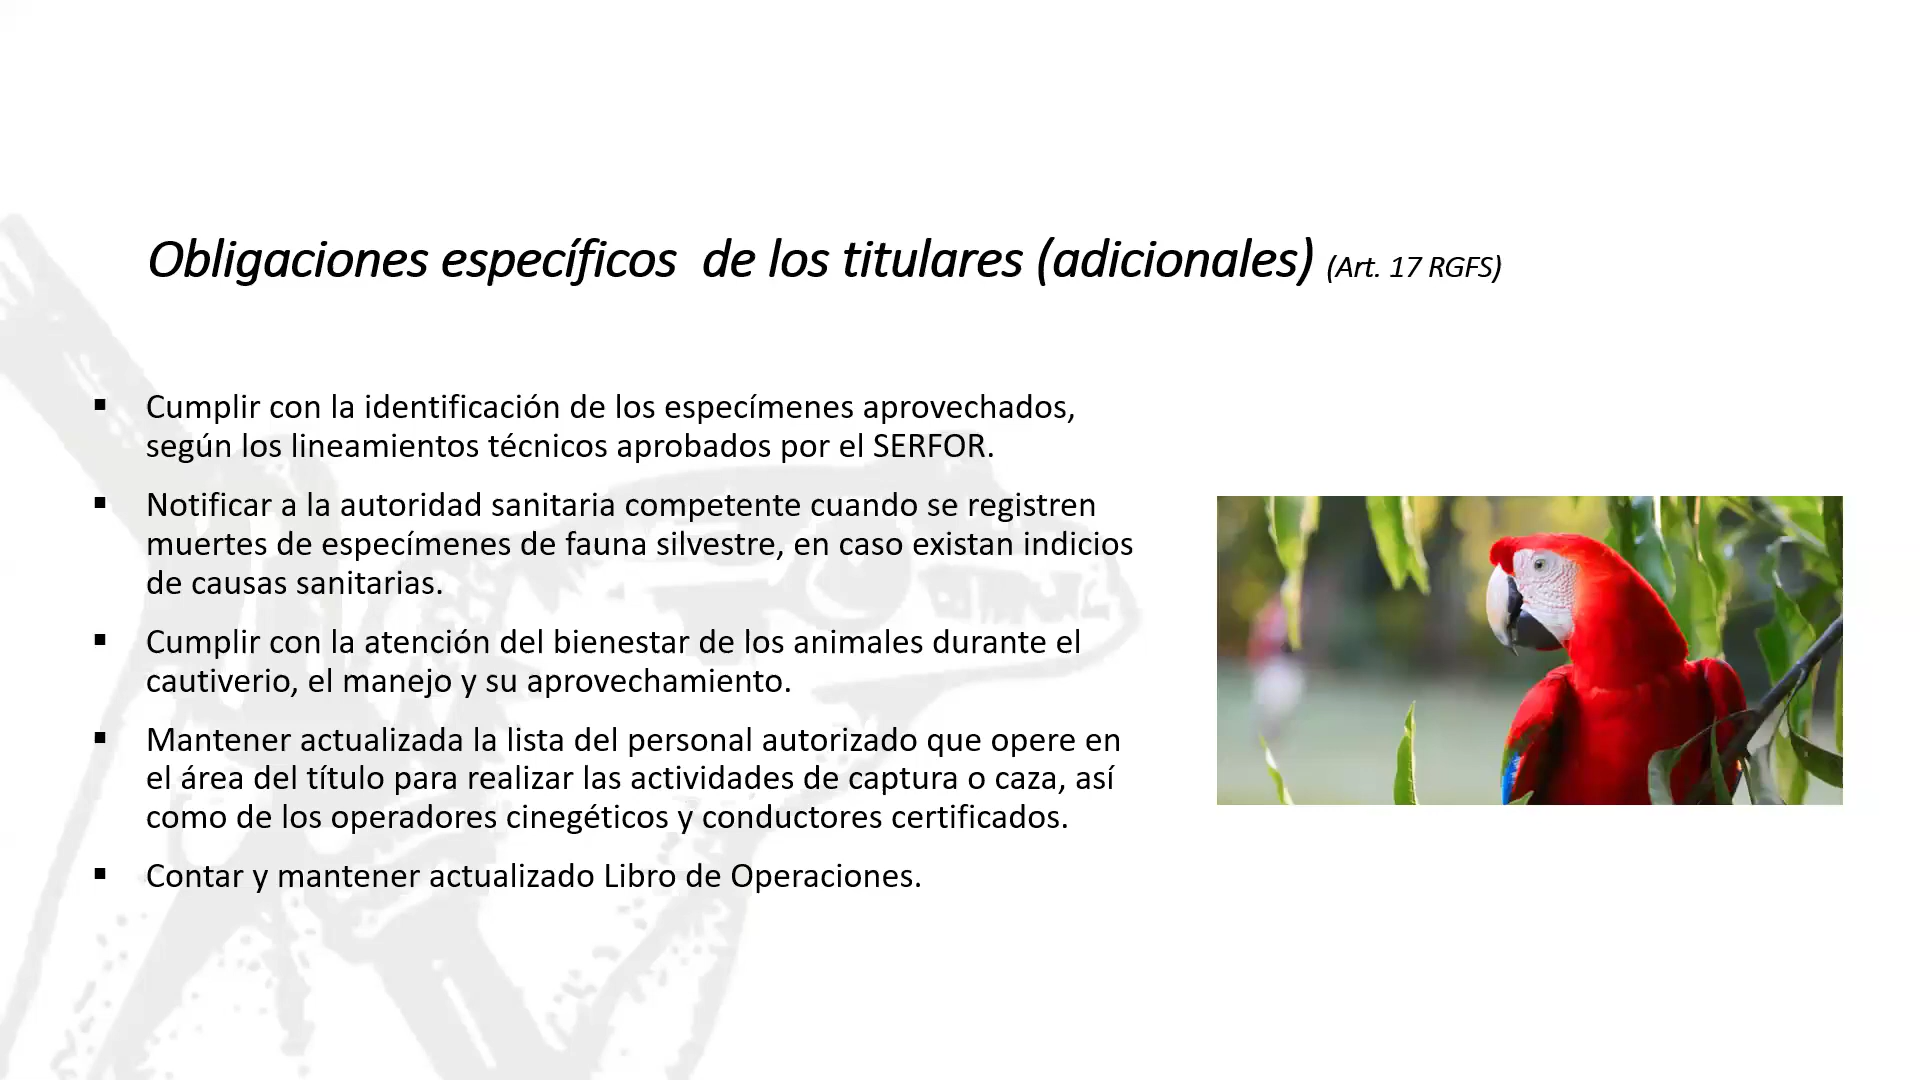 Obligaciones específicos  de los titulares (adicionales) (Art. 17 RGFS)
▪ Cumplir con la identificación de los especímenes aprovechados,
según los lineamientos técnicos aprobados por el SERFOR.
▪ Notificar a la autoridad sanitaria competente cuando se registren
muertes de especímenes de fauna silvestre, en caso existan indicios
de causas sanitarias.
▪ Cumplir con la atención del bienestar de los animales durante el
cautiverio, el manejo y su aprovechamiento.
▪ Mantener actualizada la lista del personal autorizado que opere en
el área del título para realizar las actividades de captura o caza, así
como de los operadores cinegéticos y conductores certificados.
▪ Contar y mantener actualizado Libro de Operaciones.